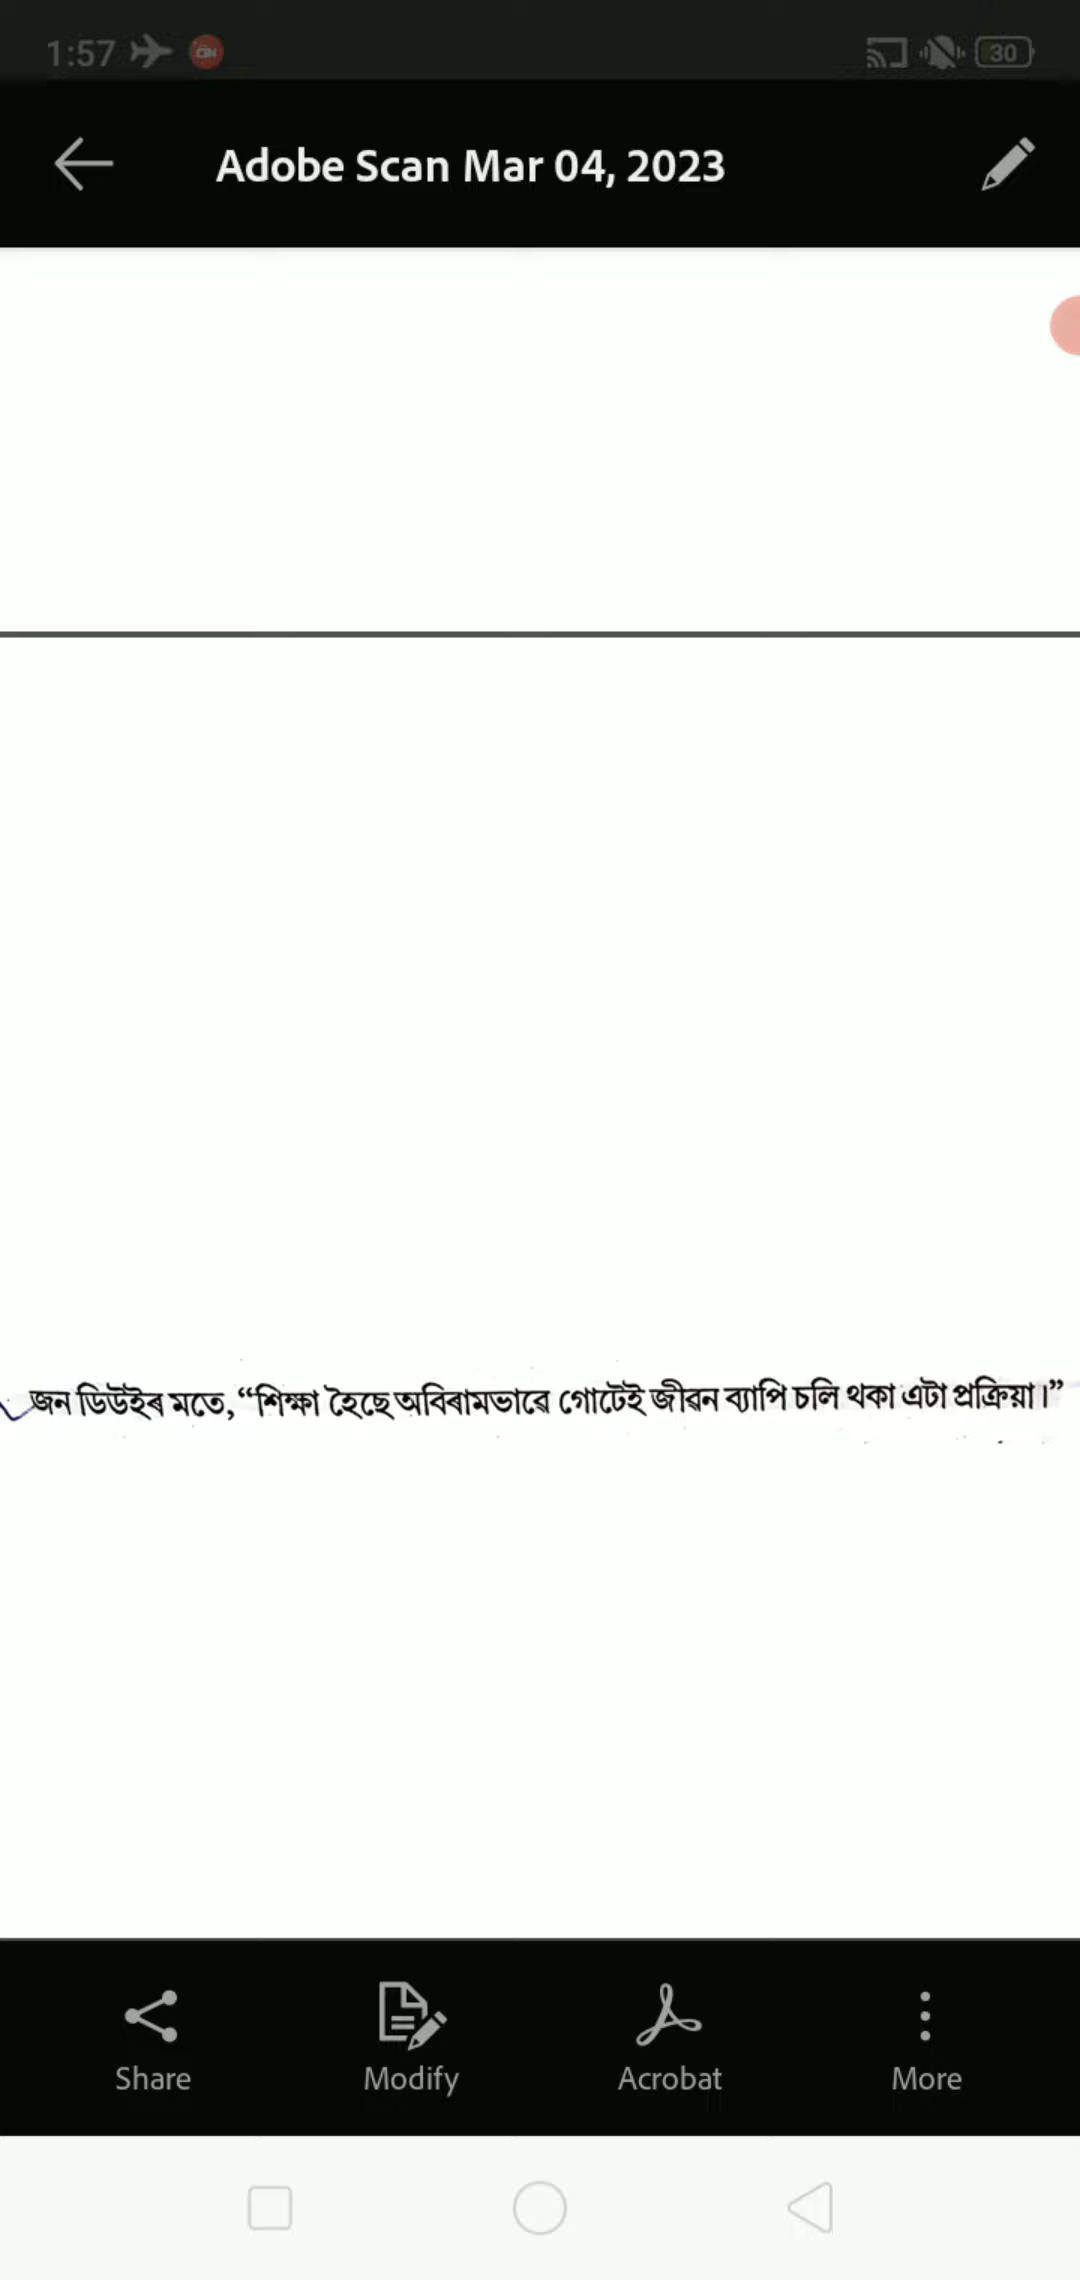 1:57
30
Adobe Scan Mar 04, 2023
জন ডিউইৰ মতে, “শিক্ষা হৈছে অবিৰামভাৱে গোটেই জীৱন ব্যাপি চলি থকা এটা প্ৰক্ৰিয়া।”
Share Modify Acrobat More